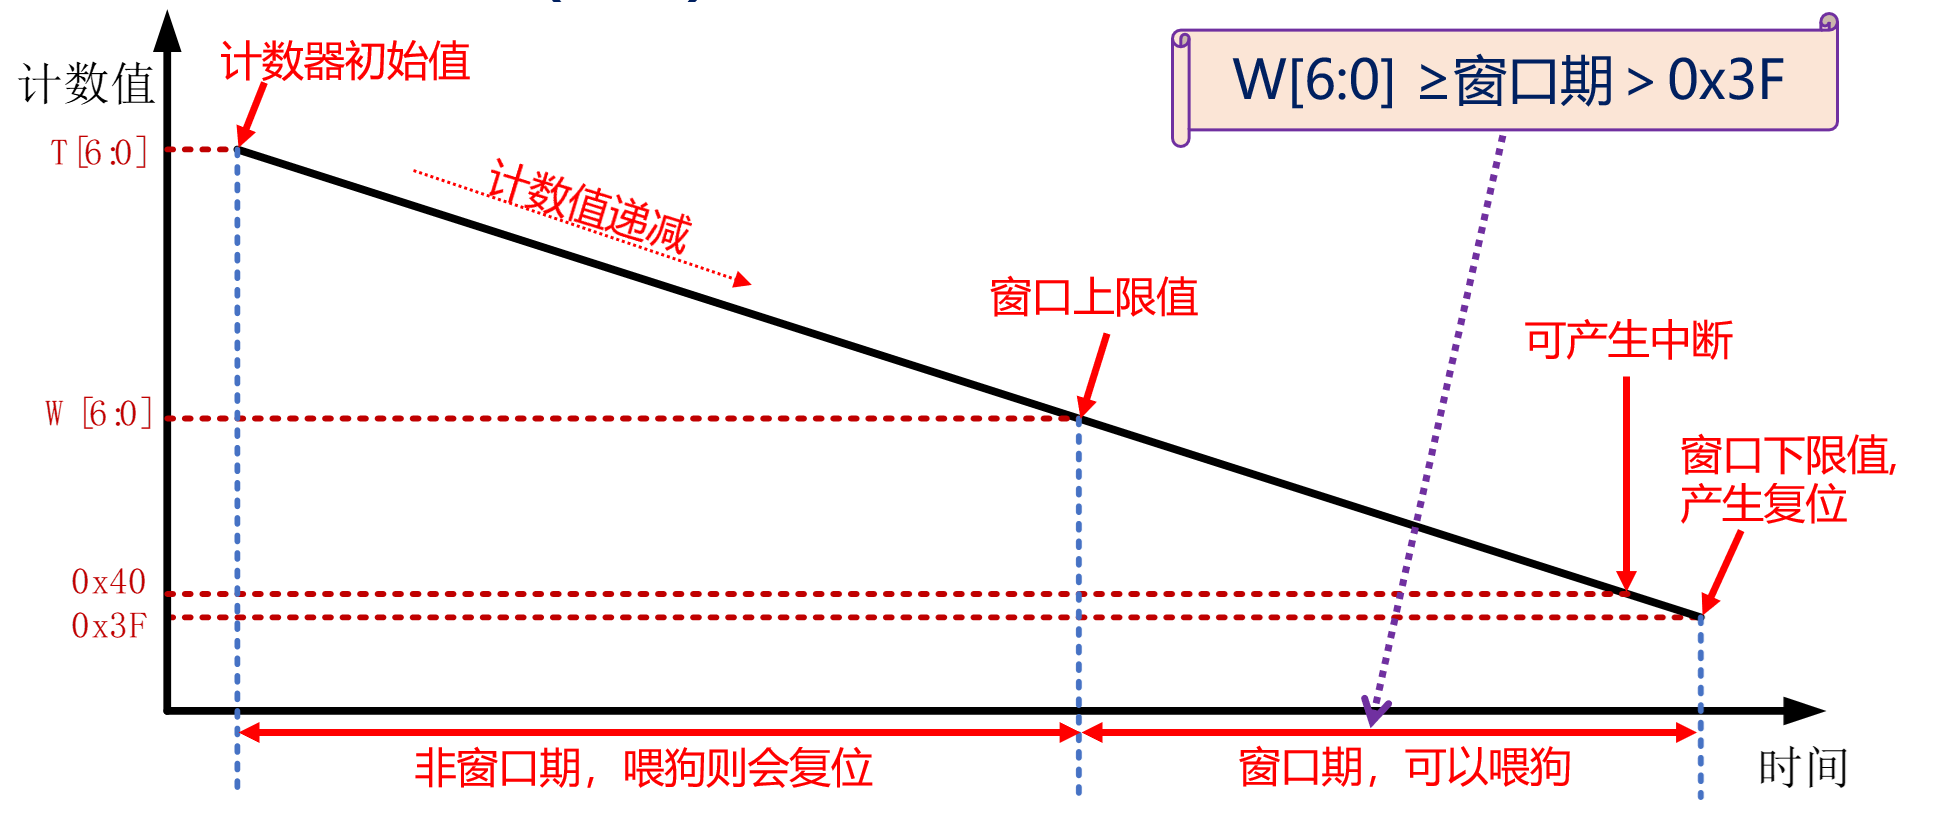 计数器初始值
W[6:0] ≥窗口期 > 0x3F
计数值
T[6:0]
计数值递减
窗口上限值
可产生中断
W [6:0]
窗口下限值,
产生复位
0x40
0x3F
非窗口期，喂狗则会复位
窗口期，可以喂狗
时间